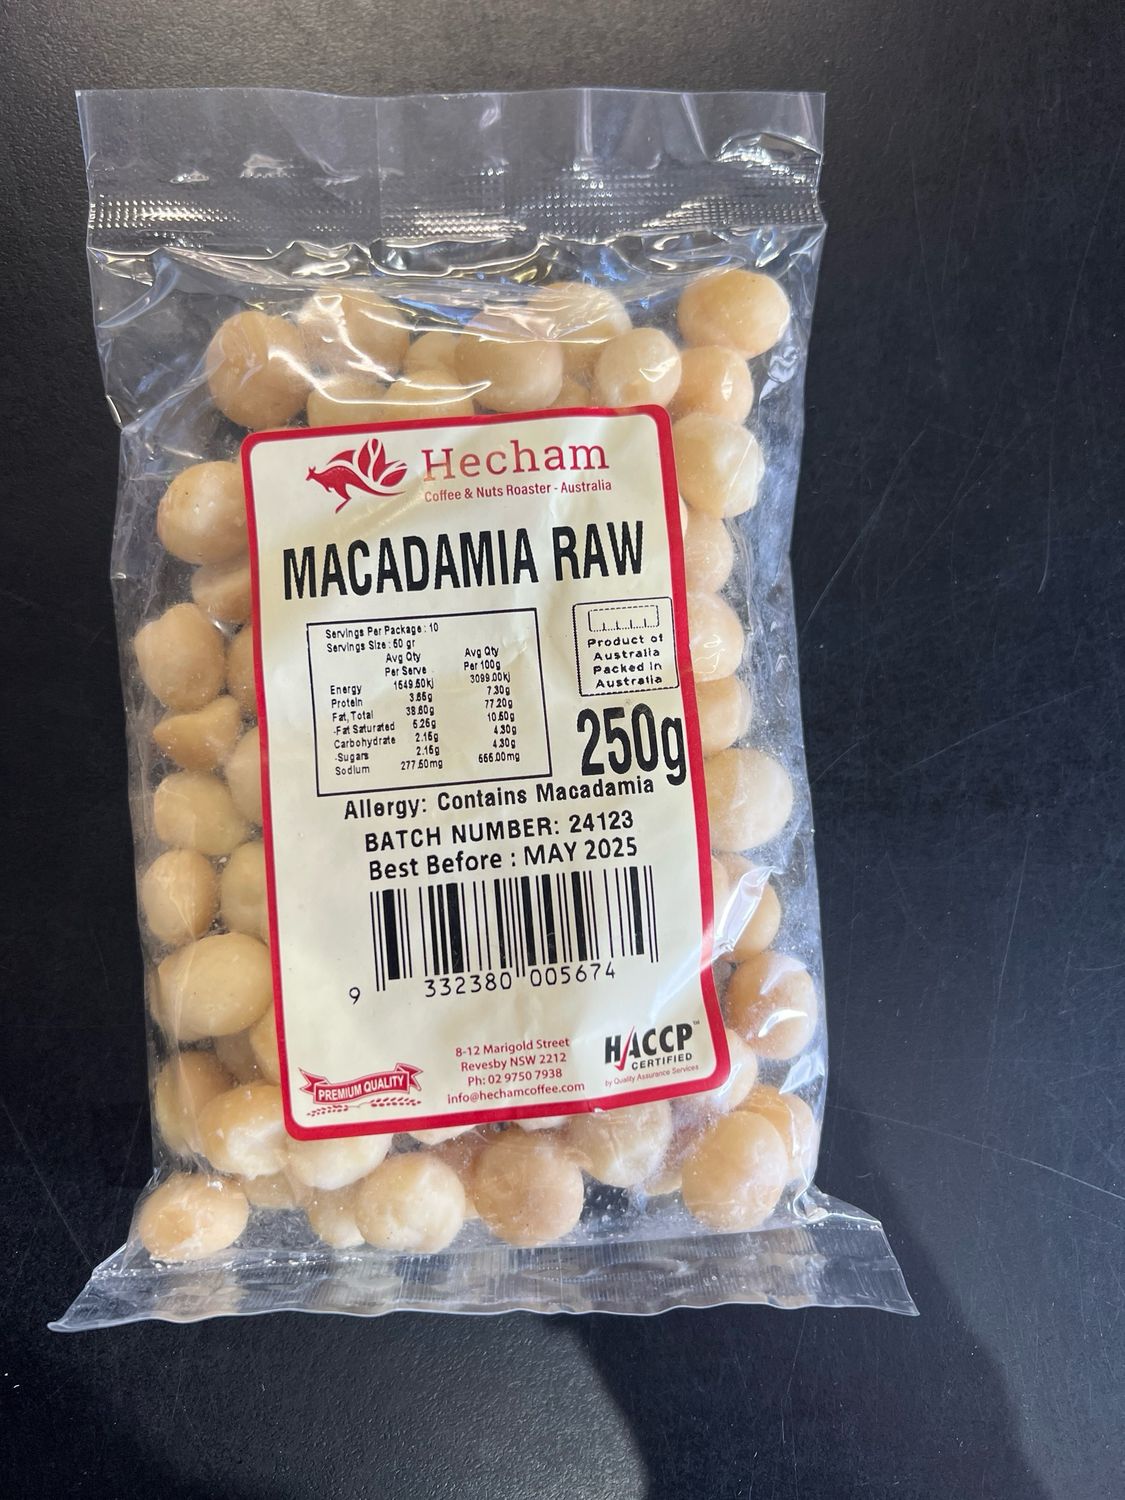 Hecham
Coffee & Nuts Roaster - Australia
MACADAMIA RAW
Servings Per Package: 10
Servings Size: 50 gr
Avg Qty Avg Qty
Per Serve Per 100g
Energy 1549.50kj 3099.00kj
Protein 3.65g 7.30g
Fat, Total 38.60g 77.20g
-Fat Saturated 5.25g 10.50g
Carbohydrate 2.15g 4.30g
-Sugars 2.15g 4.30g
Sodium 277.50mg 555.00mg
Product of
Australia
Packed in
Australia
250g
Allergy: Contains Macadamia
BATCH NUMBER: 24123
Best Before : MAY 2025
9 332380 005674
PREMIUM QUALITY
8-12 Marigold Street
Revesby NSW 2212
Ph: 02 9750 7938
info@hechamcoffee.com
HACCP™
CERTIFIED
by Quality Assurance Services